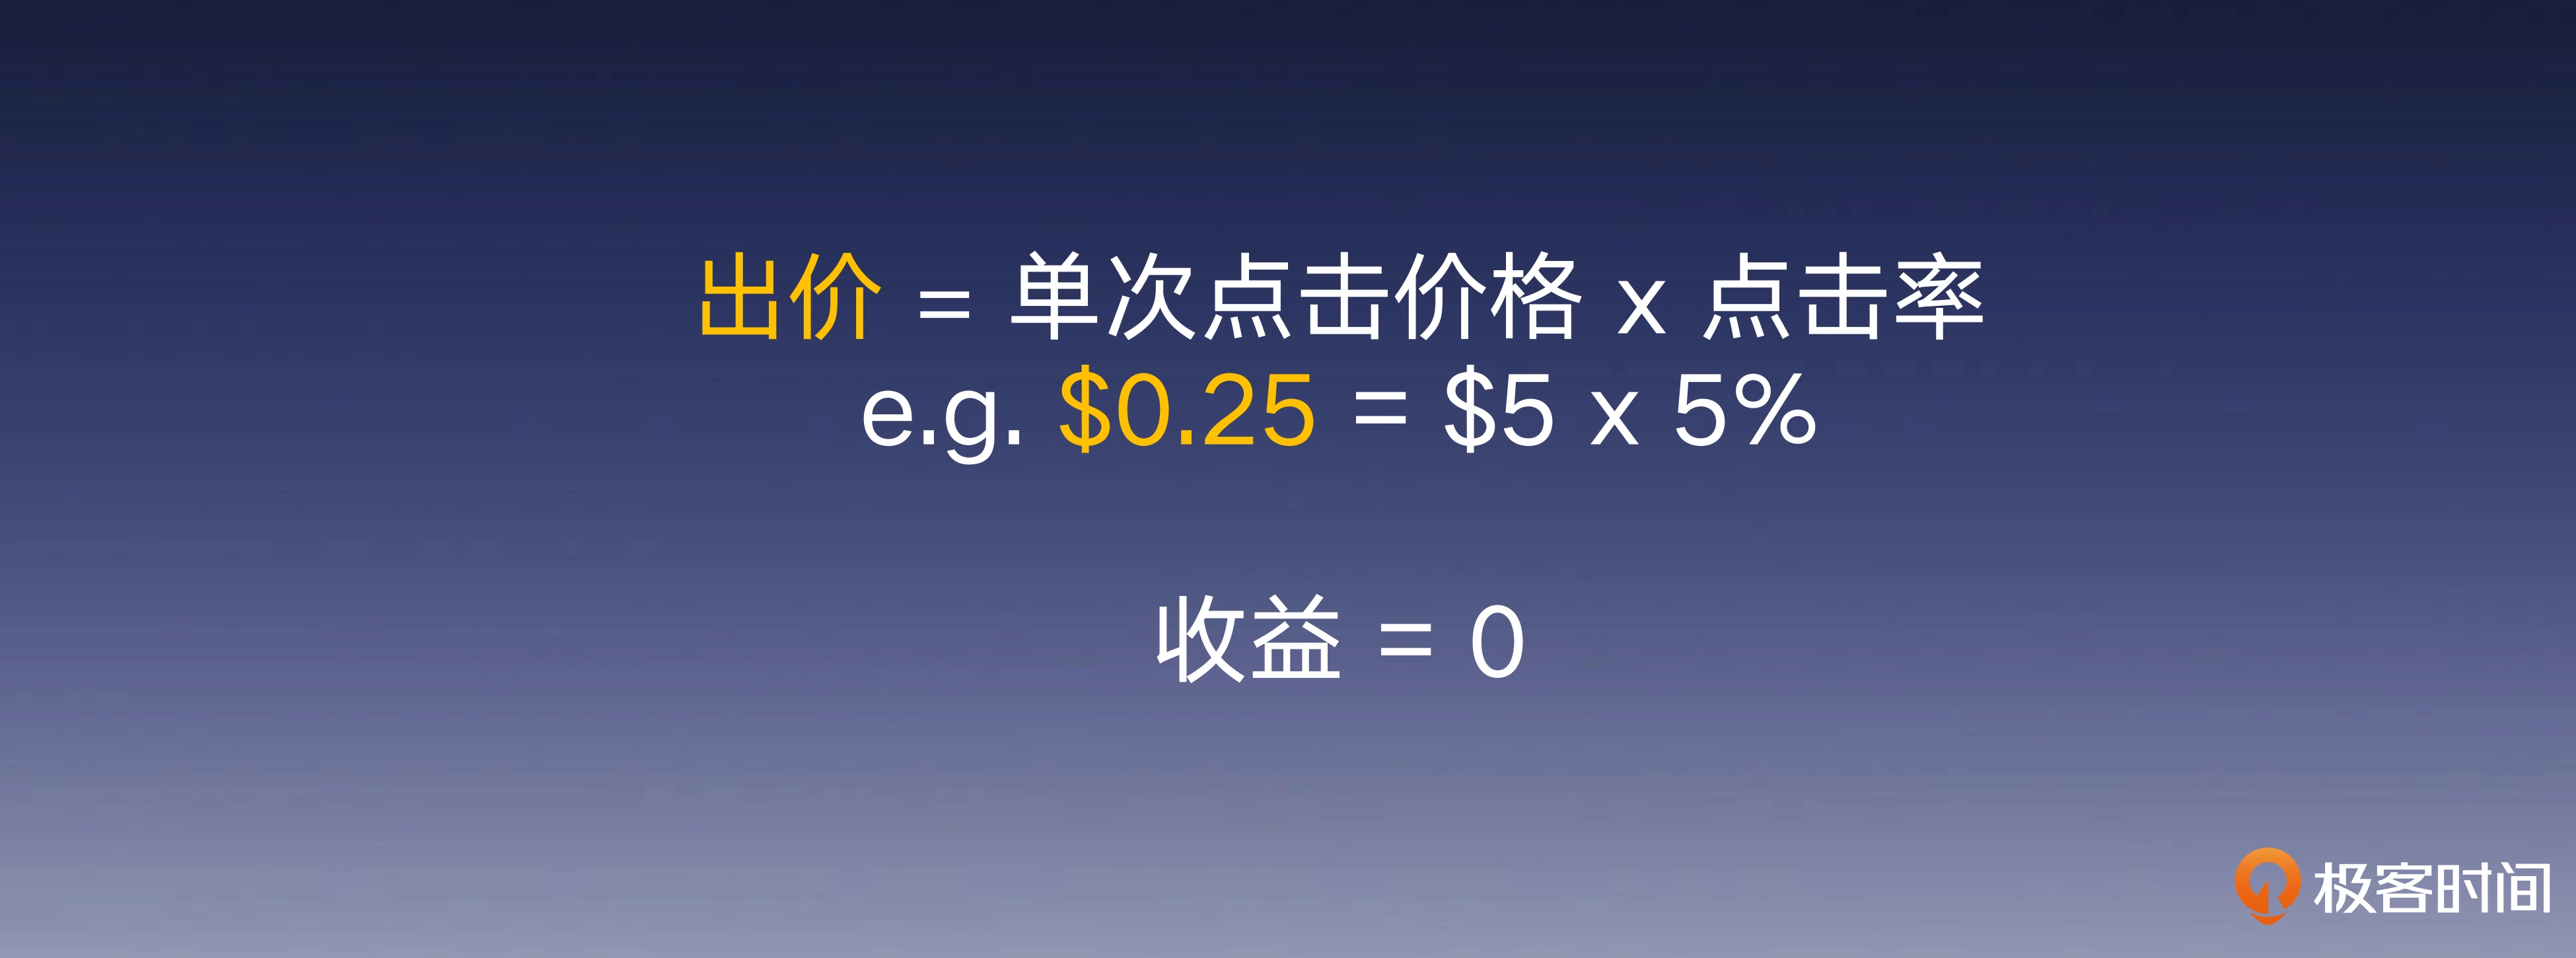 出价 = 单次点击价格 x 点击率
e.g. $0.25 = $5 x 5%
收益 = 0
极客时间